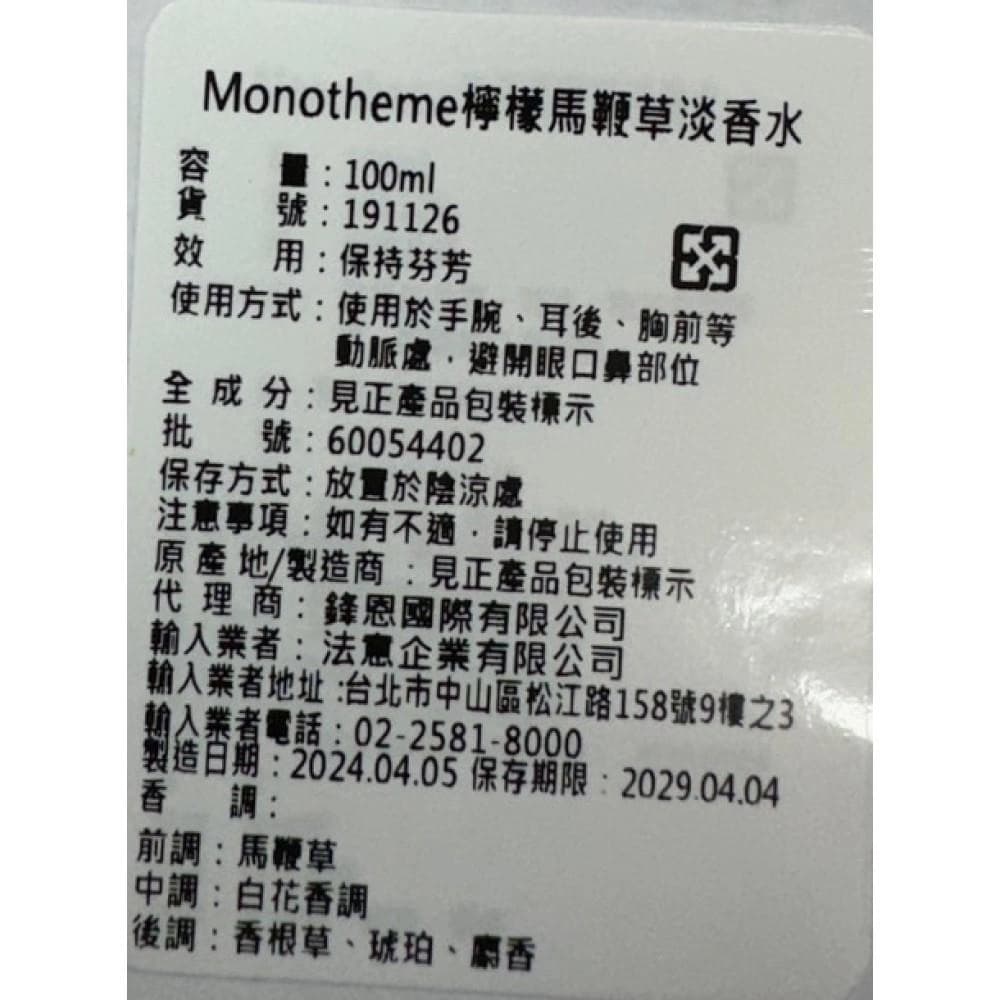 Monotheme檸檬馬鞭草淡香水
容 量：100ml
貨 號：191126
效 用：保持芬芳
使用方式：使用於手腕、耳後、胸前等
動脈處，避開眼口鼻部位
全 成 分：見正產品包裝標示
批 號：60054402
保存方式：放置於陰涼處
注意事項：如有不適，請停止使用
原 產 地/製造商：見正產品包裝標示
代 理 商：鋒恩國際有限公司
輸入業者：法意企業有限公司
輸入業者地址：台北市中山區松江路158號9樓之3
輸入業者電話：02-2581-8000
製造日期：2024.04.05 保存期限：2029.04.04
香 調：
前調：馬鞭草
中調：白花香調
後調：香根草、琥珀、麝香